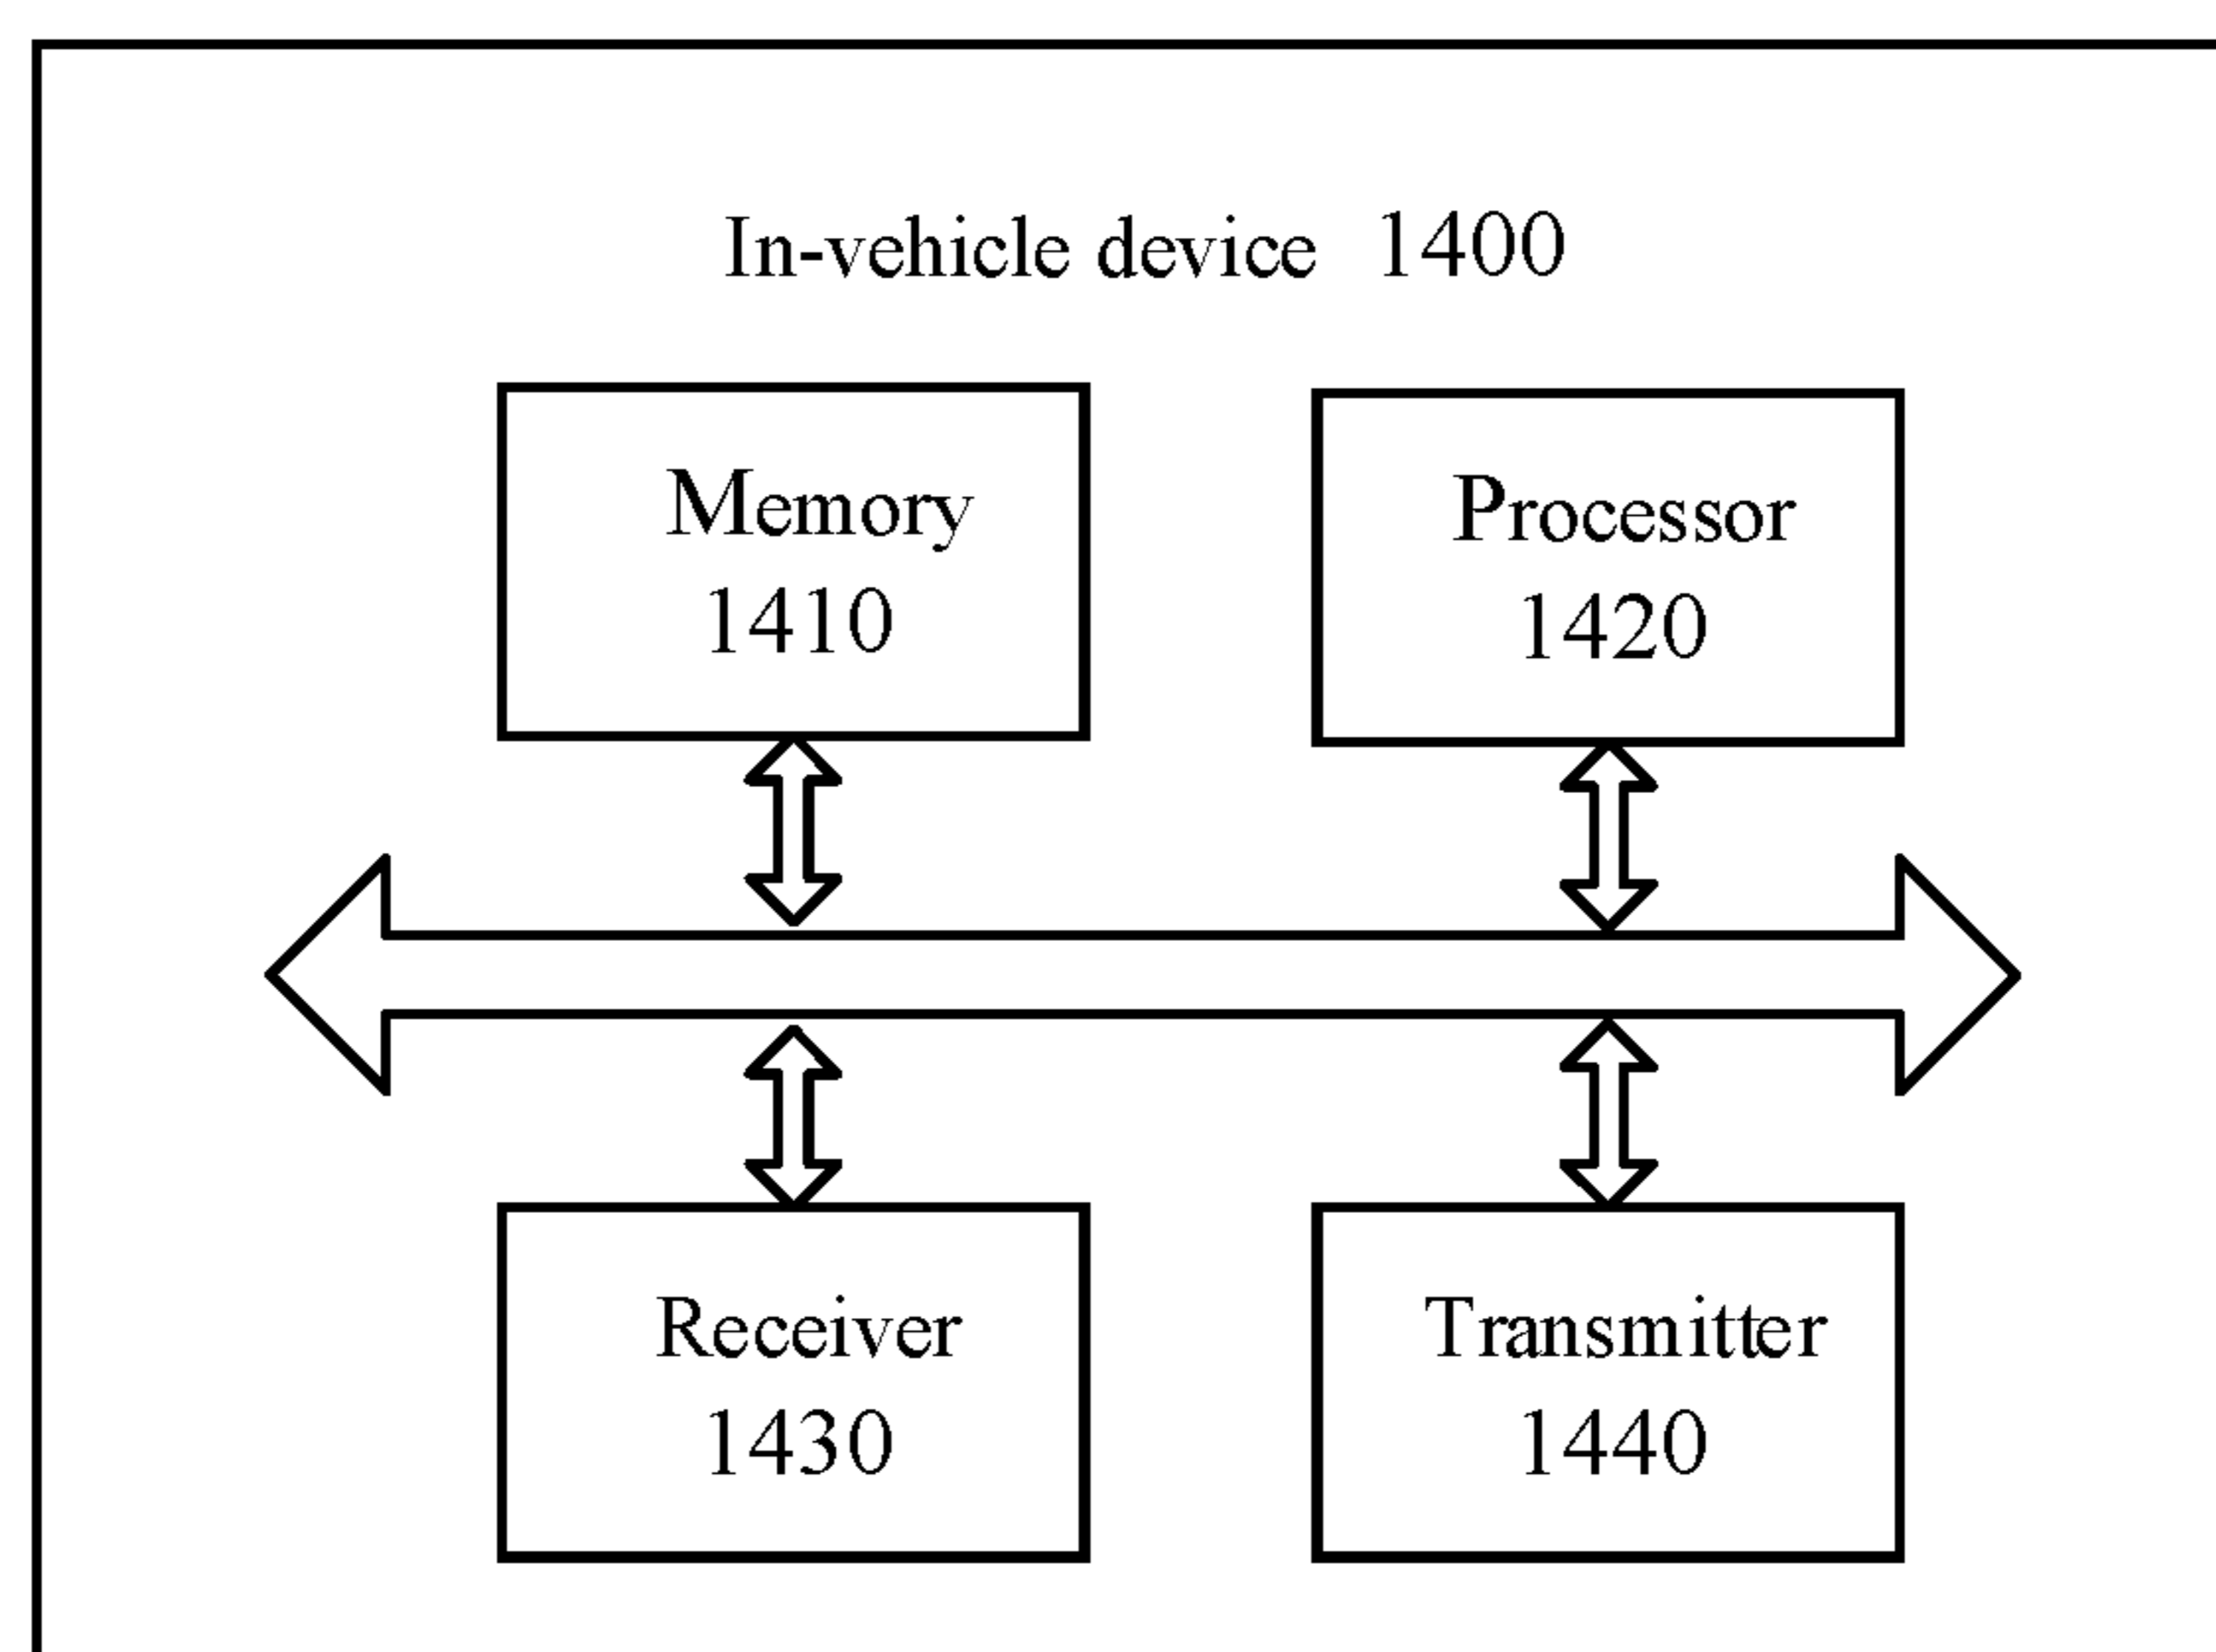 In-vehicle device 1400
Memory
1410
Processor
1420
Receiver
1430
Transmitter
1440